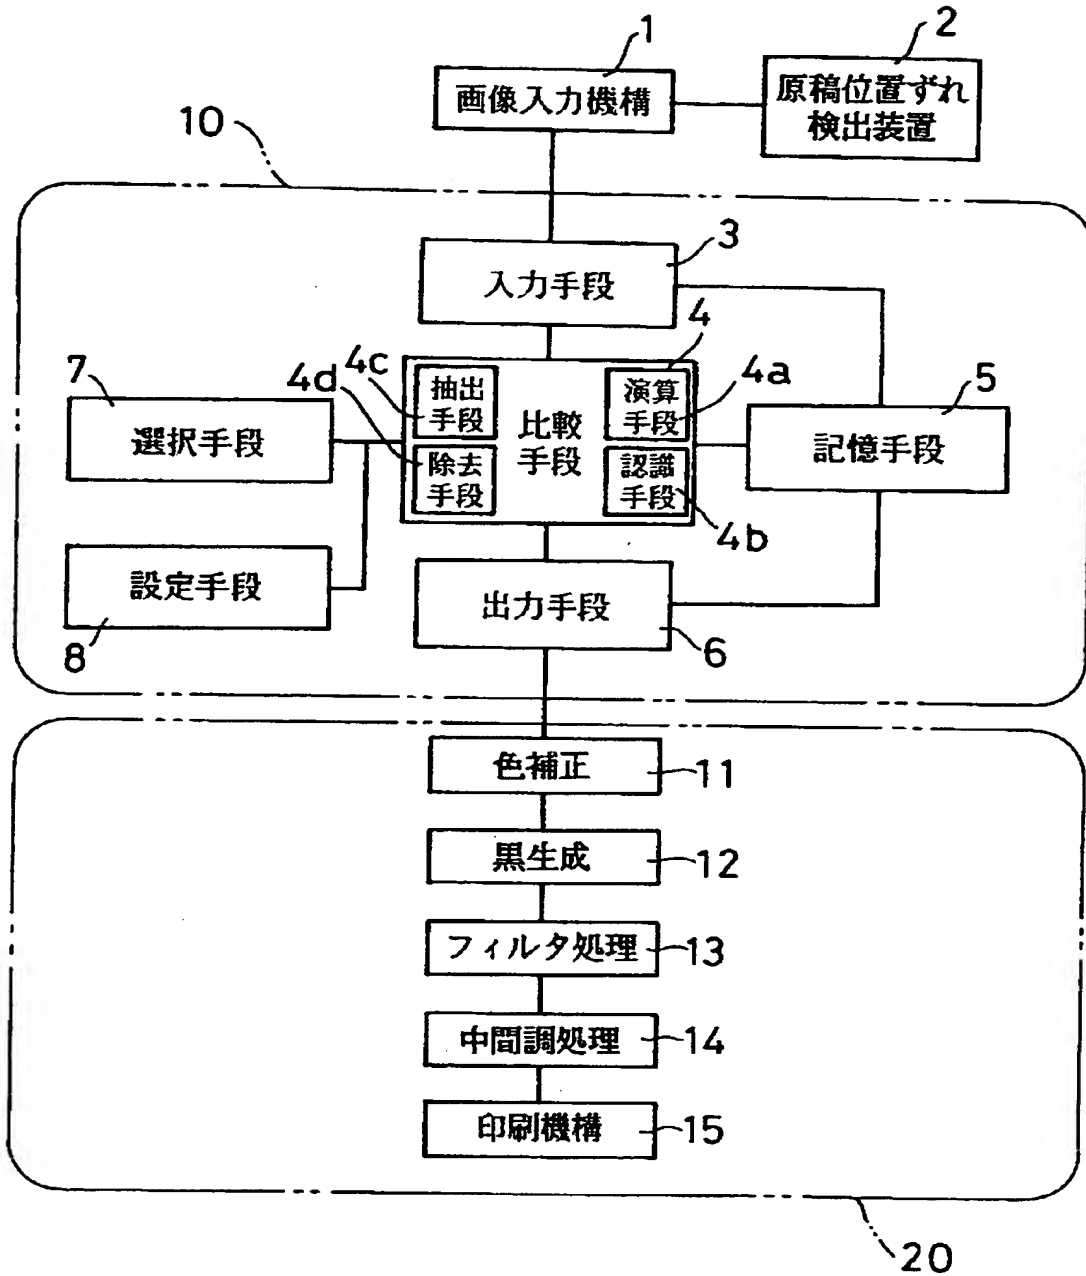 1
画像入力機構
2
原稿位置ずれ
検出装置
10
3
入力手段
4
7
選択手段
4d
4c
抽出
手段
除去
手段
比較
手段
演算
手段
4a
認識
手段
4b
5
記憶手段
設定手段
8
出力手段
6
色補正
11
黒生成
12
フィルタ処理
13
中間調処理
14
印刷機構
15
20